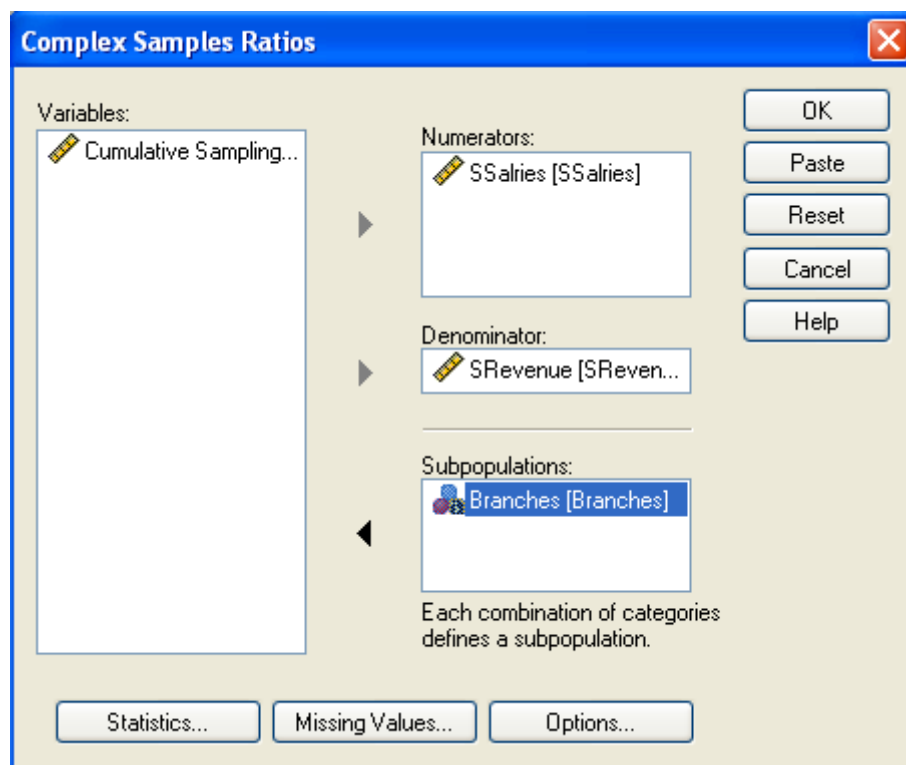 Complex Samples Ratios
Variables:
Cumulative Sampling...
Numerators:
SSalries [SSalries]
Denominator:
SRevenue [SReven...
Subpopulations:
Branches [Branches]
Each combination of categories
defines a subpopulation.
OK
Paste
Reset
Cancel
Help
Statistics...
Missing Values...
Options...